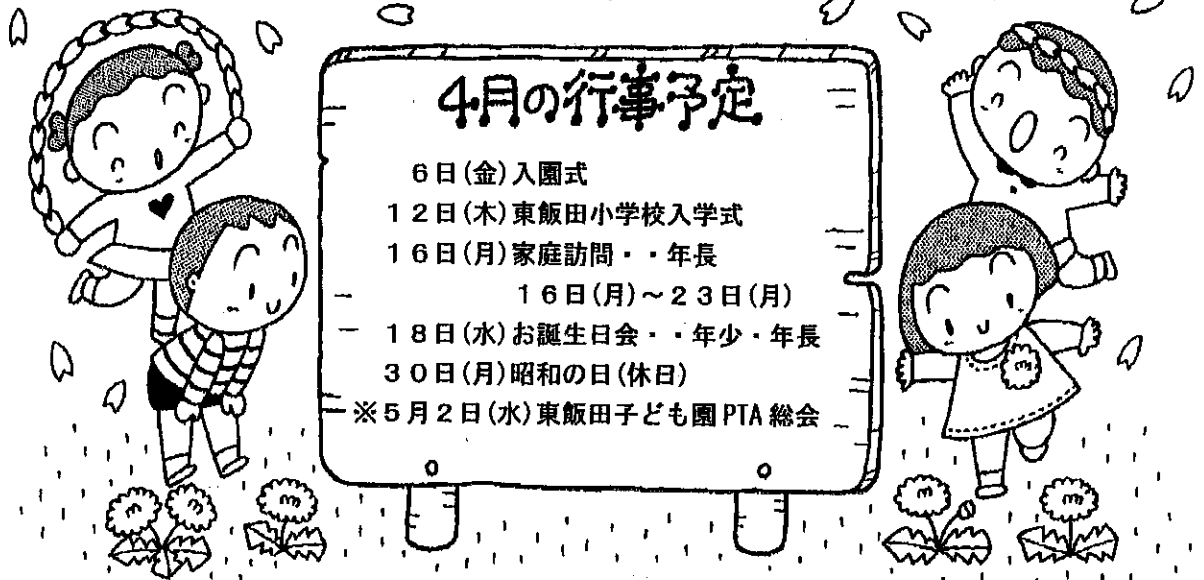 4月の行事予定
6日(金)入園式
12日(木)東飯田小学校入学式
16日(月)家庭訪問・・年長
16日(月)~23日(月)
18日(水)お誕生日会・・年少・年長
30日(月)昭和の日(休日)
※5月2日(水)東飯田子ども園PTA総会